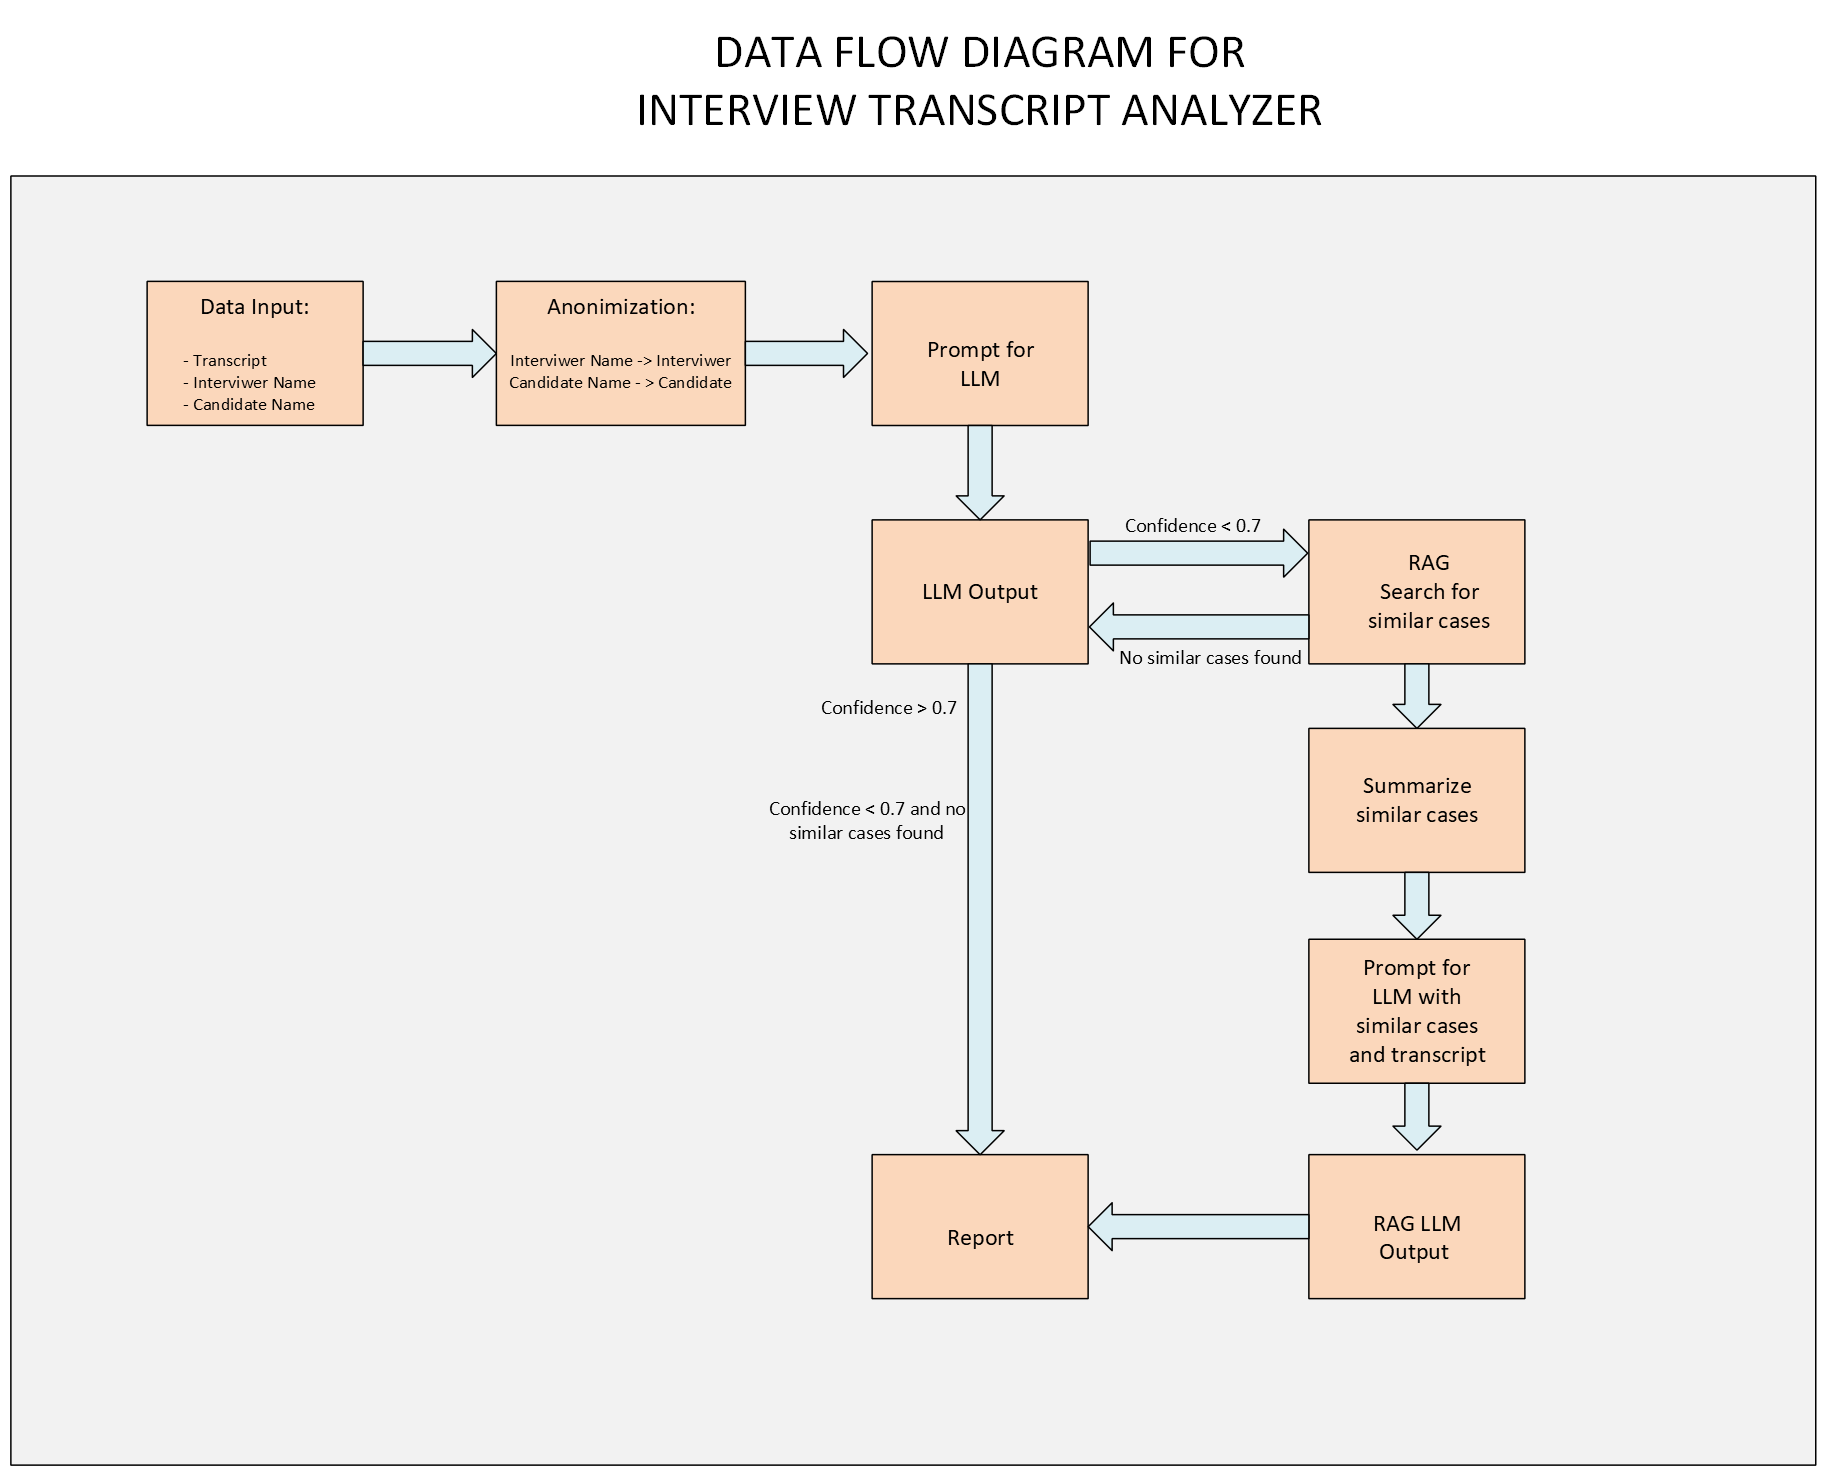 DATA FLOW DIAGRAM FOR
INTERVIEW TRANSCRIPT ANALYZER
Data Input:
- Transcript
- Interviwer Name
- Candidate Name
Anonimization:
Interviwer Name -> Interviwer
Candidate Name - > Candidate
Prompt for
LLM
LLM Output
Confidence < 0.7
No similar cases found
RAG
Search for
similar cases
Confidence > 0.7
Confidence < 0.7 and no
similar cases found
Summarize
similar cases
Prompt for
LLM with
similar cases
and transcript
RAG LLM
Output
Report